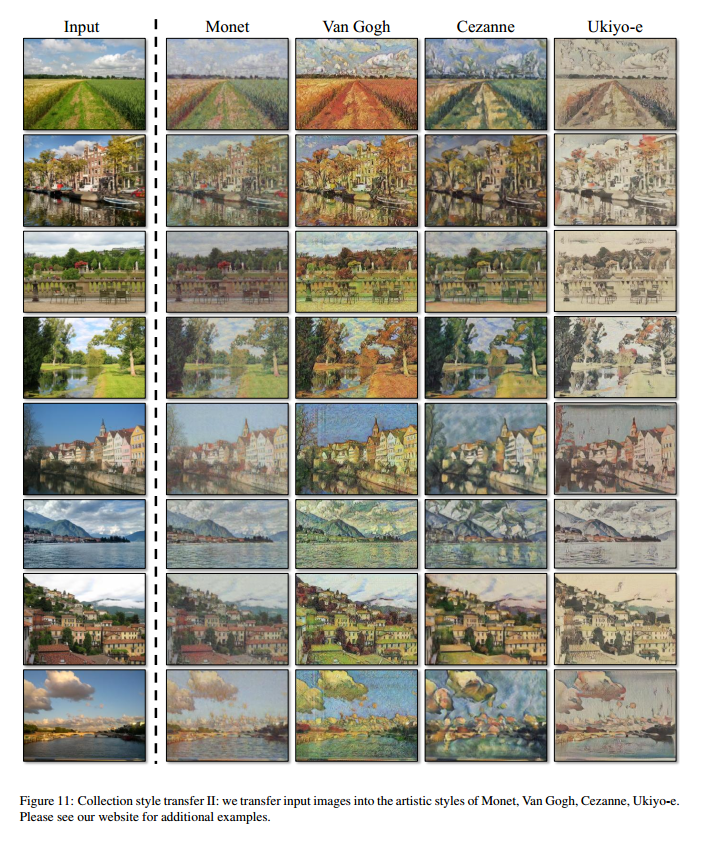 Input Monet Van Gogh Cezanne Ukiyo-e
Figure 11: Collection style transfer II: we transfer input images into the artistic styles of Monet, Van Gogh, Cezanne, Ukiyo-e.
Please see our website for additional examples.